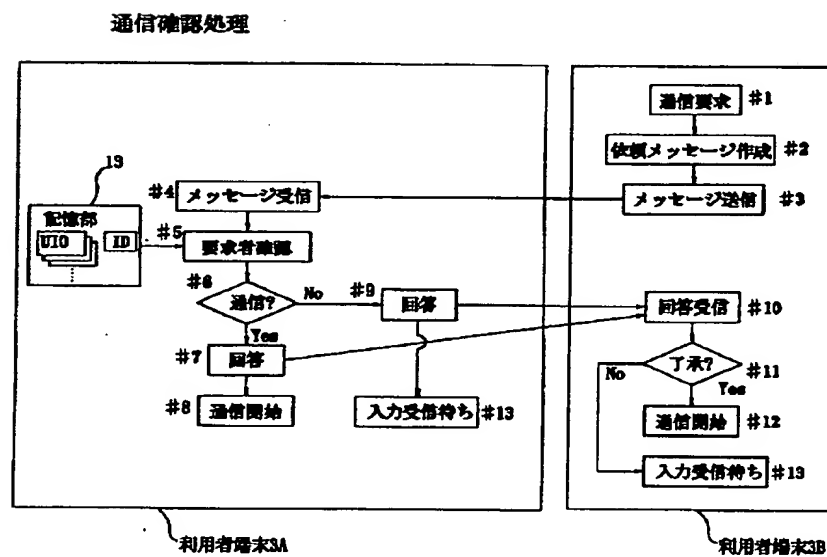 通信確認処理
通信要求 #1
依頼メッセージ作成 #2
メッセージ送信 #3
13
#4 メッセージ受信
記憶部
UIO ID
#5 要求者確認
#6 通信? No
#9 回答
回答受信 #10
Yes
#7 回答
了承? #11
No Yes
#8 通信開始
入力受信待ち #13
通信開始 #12
入力受信待ち #13
利用者端末3A
利用者端末3B